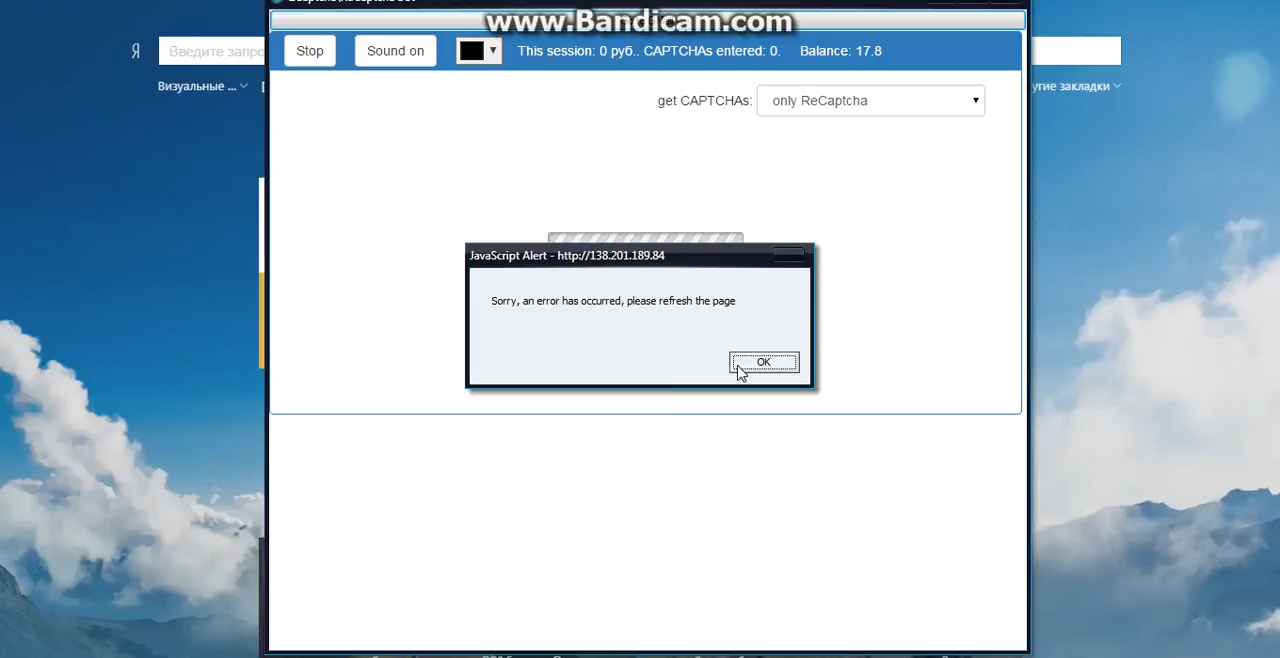 www.Bandicam.com
Я
Введите запро
Stop
Sound on
This session: 0 руб.. CAPTCHAs entered: 0.
Balance: 17.8
Визуальные ...
get CAPTCHAs:
only ReCaptcha
JavaScript Alert - http://138.201.189.84
Sorry, an error has occurred, please refresh the page
OK